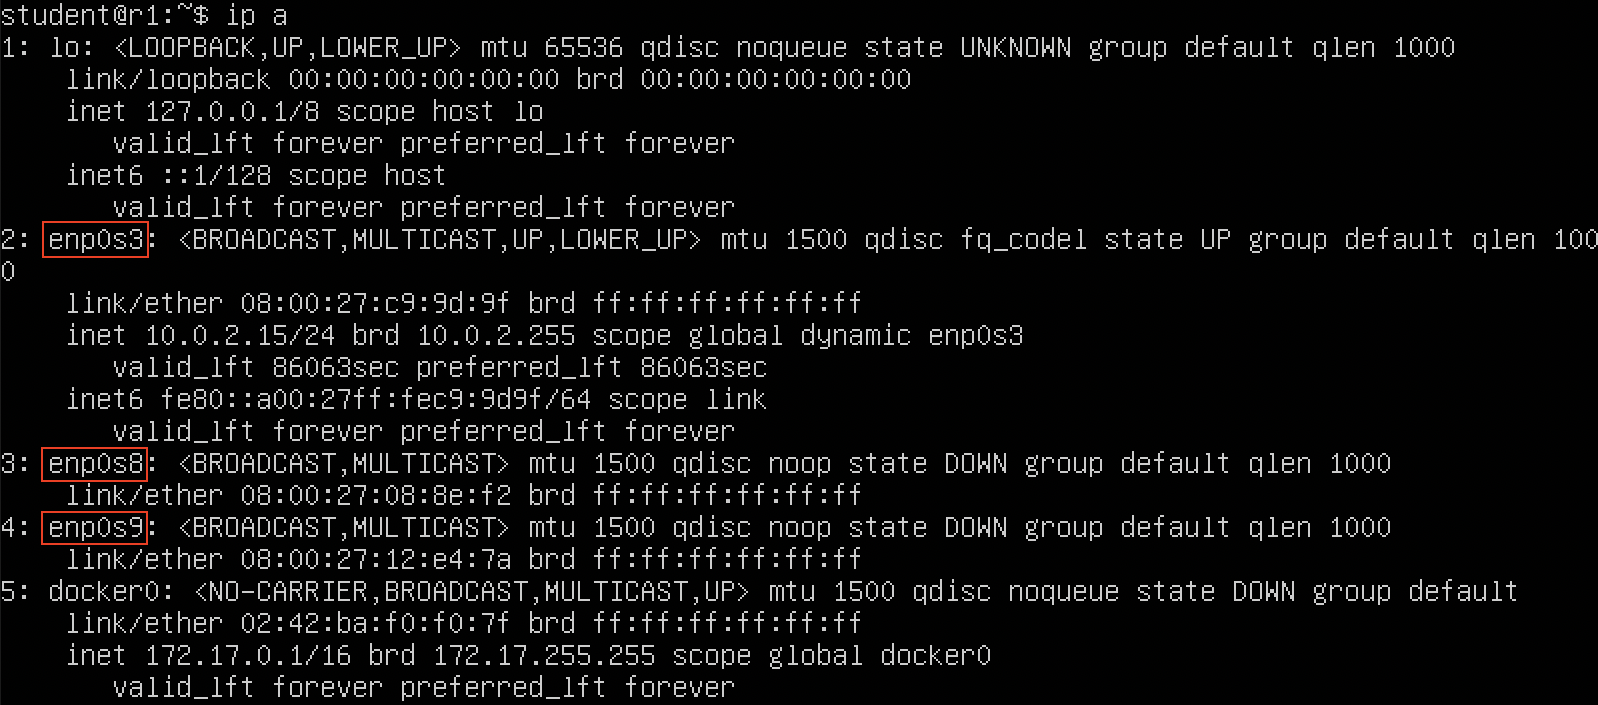 student@r1:~$ ip a
1: lo: <LOOPBACK,UP,LOWER_UP> mtu 65536 qdisc noqueue state UNKNOWN group default qlen 1000
    link/loopback 00:00:00:00:00:00 brd 00:00:00:00:00:00
    inet 127.0.0.1/8 scope host lo
       valid_lft forever preferred_lft forever
    inet6 ::1/128 scope host
       valid_lft forever preferred_lft forever
2: enp0s3: <BROADCAST,MULTICAST,UP,LOWER_UP> mtu 1500 qdisc fq_codel state UP group default qlen 100
0
    link/ether 08:00:27:c9:9d:9f brd ff:ff:ff:ff:ff:ff
    inet 10.0.2.15/24 brd 10.0.2.255 scope global dynamic enp0s3
       valid_lft 86063sec preferred_lft 86063sec
    inet6 fe80::a00:27ff:fec9:9d9f/64 scope link
       valid_lft forever preferred_lft forever
3: enp0s8: <BROADCAST,MULTICAST> mtu 1500 qdisc noop state DOWN group default qlen 1000
    link/ether 08:00:27:08:8e:f2 brd ff:ff:ff:ff:ff:ff
4: enp0s9: <BROADCAST,MULTICAST> mtu 1500 qdisc noop state DOWN group default qlen 1000
    link/ether 08:00:27:12:e4:7a brd ff:ff:ff:ff:ff:ff
5: docker0: <NO-CARRIER,BROADCAST,MULTICAST,UP> mtu 1500 qdisc noqueue state DOWN group default
    link/ether 02:42:ba:f0:f0:7f brd ff:ff:ff:ff:ff:ff
    inet 172.17.0.1/16 brd 172.17.255.255 scope global docker0
       valid_lft forever preferred_lft forever